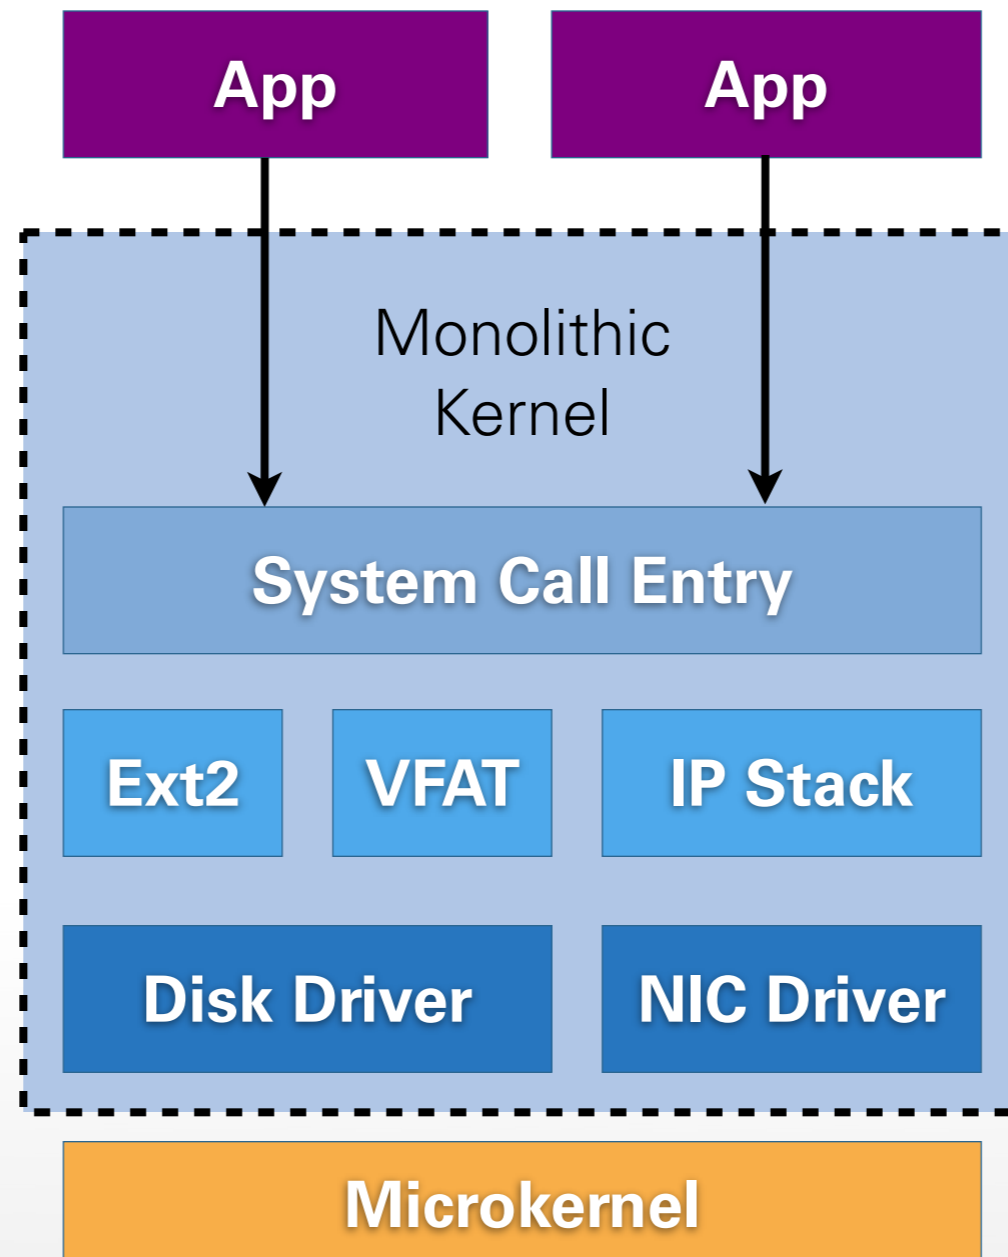 App
App
Monolithic
Kernel
System Call Entry
Ext2
VFAT
IP Stack
Disk Driver
NIC Driver
Microkernel